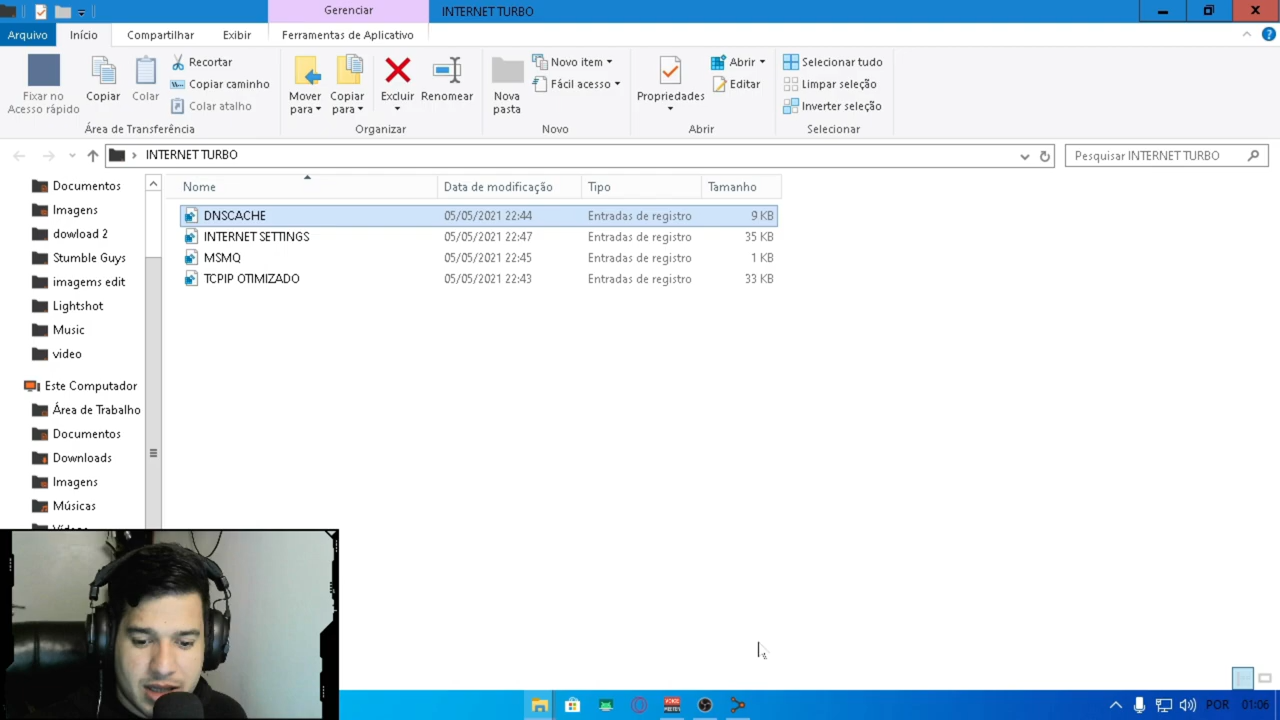 Gerenciar
INTERNET TURBO
Arquivo
Início
Compartilhar
Exibir
Ferramentas de Aplicativo
Fixar no
Acesso rápido
Copiar
Colar
Recortar
Copiar caminho
Colar atalho
Área de Transferência
Mover
para
Copiar
para
Excluir
Renomear
Organizar
Nova
pasta
Novo item
Fácil acesso
Novo
Propriedades
Abrir
Editar
Abrir
Selecionar tudo
Limpar seleção
Inverter seleção
Selecionar
INTERNET TURBO
Pesquisar INTERNET TURBO
Nome Data de modificação Tipo Tamanho
DNSCACHE 05/05/2021 22:44 Entradas de registro 9 KB
INTERNET SETTINGS 05/05/2021 22:47 Entradas de registro 35 KB
MSMQ 05/05/2021 22:45 Entradas de registro 1 KB
TCPIP OTIMIZADO 05/05/2021 22:43 Entradas de registro 33 KB
Documentos
Imagens
dowload 2
Stumble Guys
imagems edit
Lightshot
Music
video
Este Computador
Área de Trabalho
Documentos
Downloads
Imagens
Músicas
POR
01:06